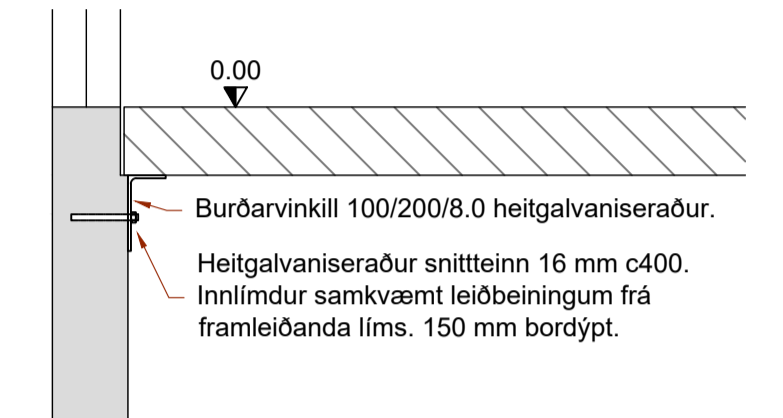 0.00
Burðarvinkill 100/200/8.0 heitgalvaniseraður.
Heitgalvaniseraður snittteinn 16 mm c400.
Innlímdur samkvæmt leiðbeiningum frá
framleiðanda líms. 150 mm bordýpt.